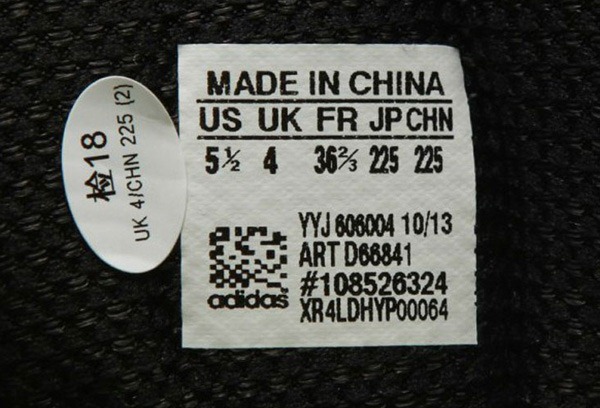 检18
UK 4/CHN 225 (2)
MADE IN CHINA
US UK FR JP CHN
5½ 4 36⅔ 225 225
YYJ 606004 10/13
ART D66841
#108526324
XR4LDHYP00064
adidas